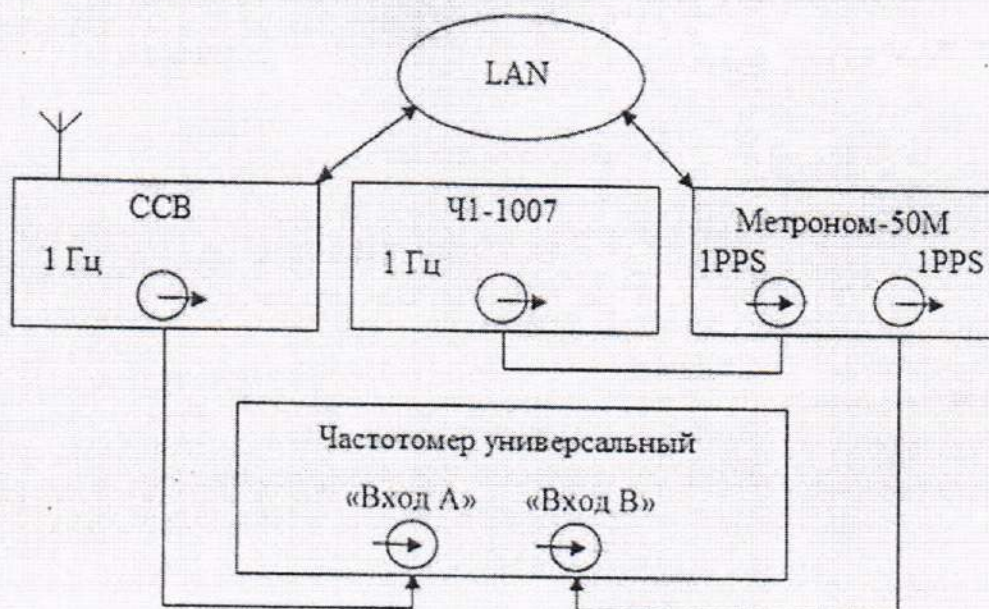 LAN
ССВ
1 Гц
Ч1-1007
1 Гц
Метроном-50М
1PPS
1PPS
Частотомер универсальный
«Вход А»
«Вход В»